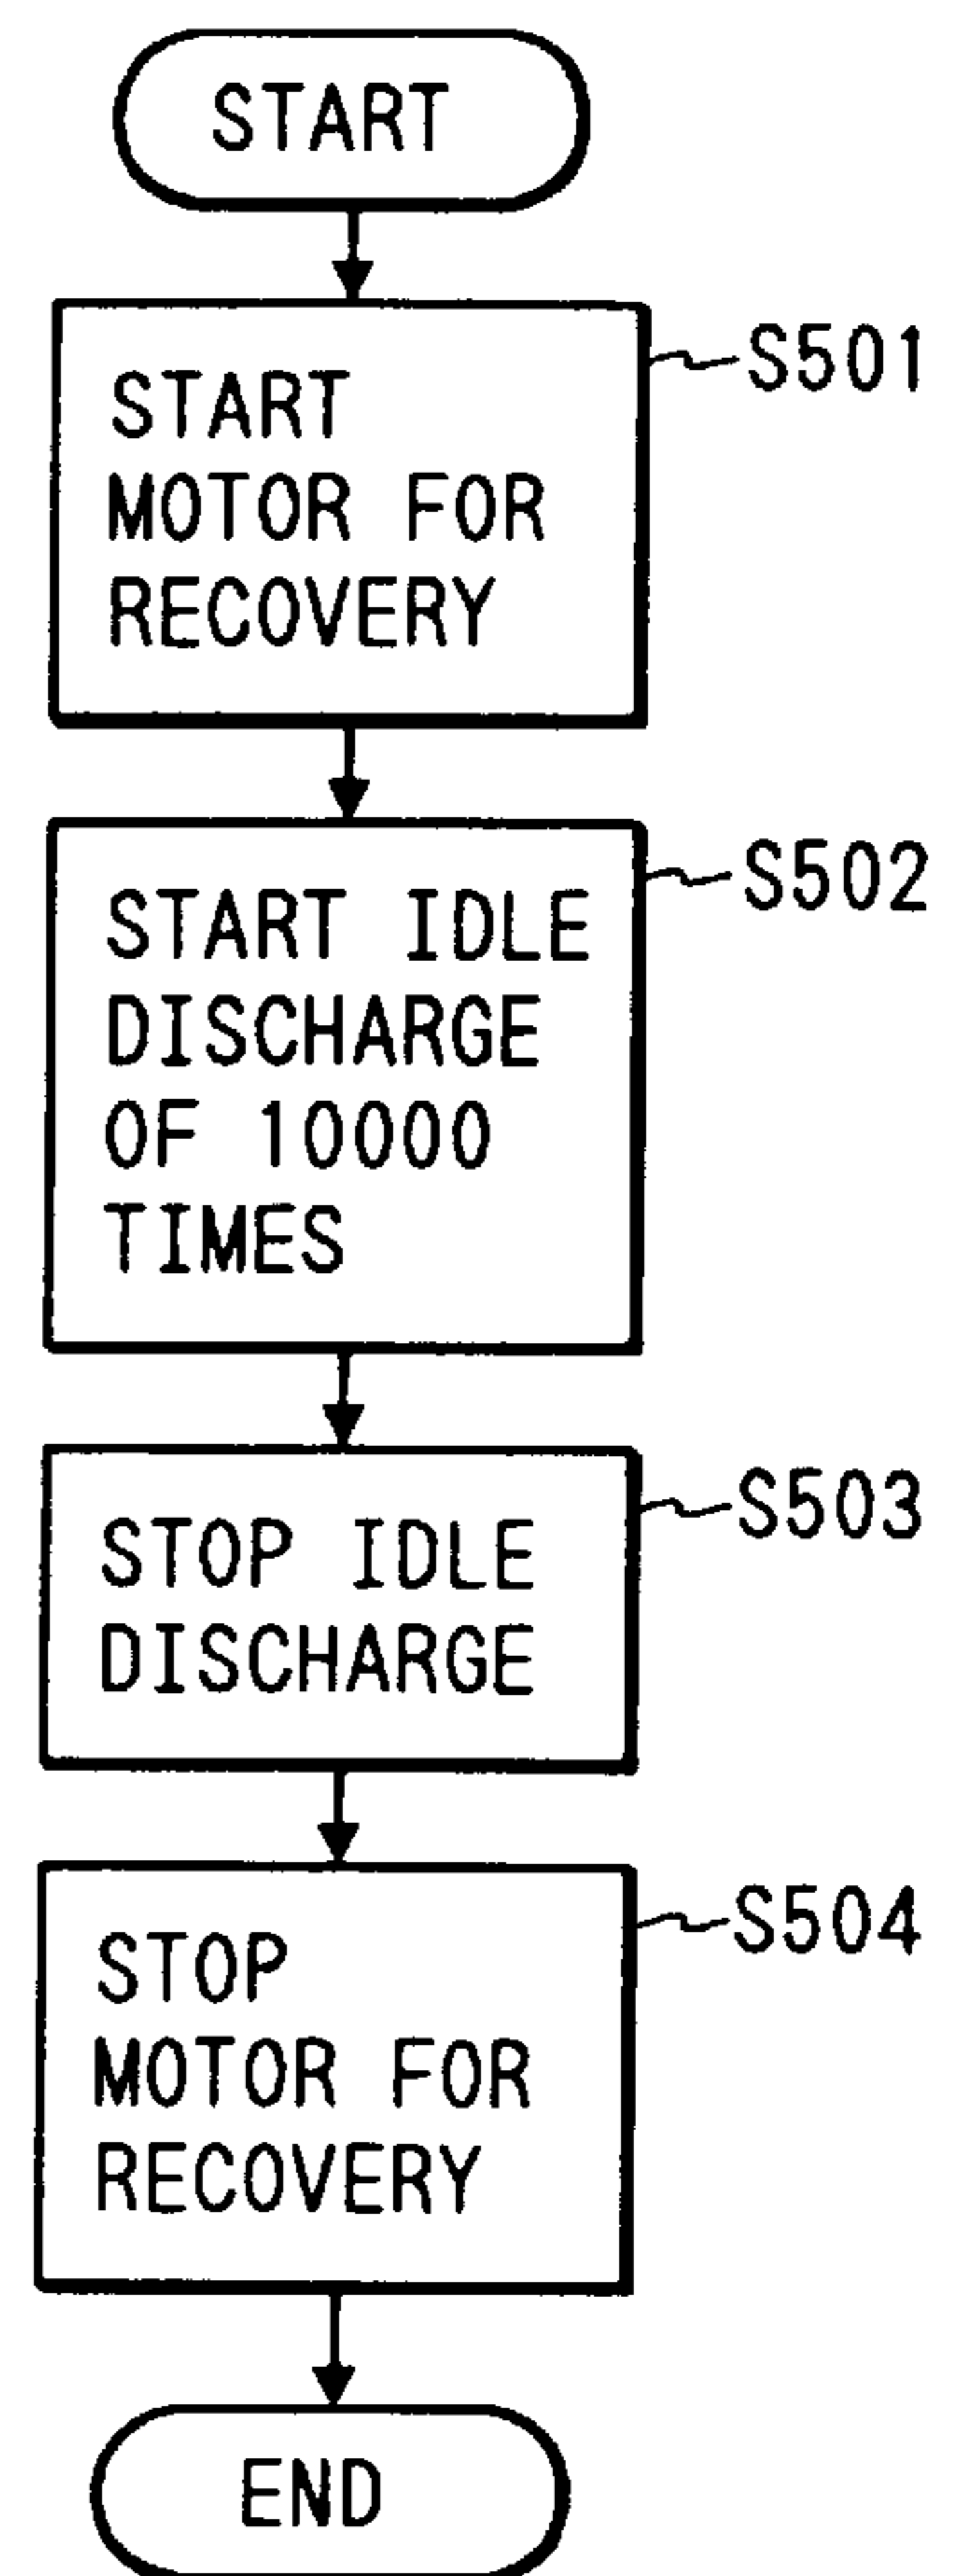 START
S501
START
MOTOR FOR
RECOVERY
S502
START IDLE
DISCHARGE
OF 10000
TIMES
S503
STOP IDLE
DISCHARGE
S504
STOP
MOTOR FOR
RECOVERY
END